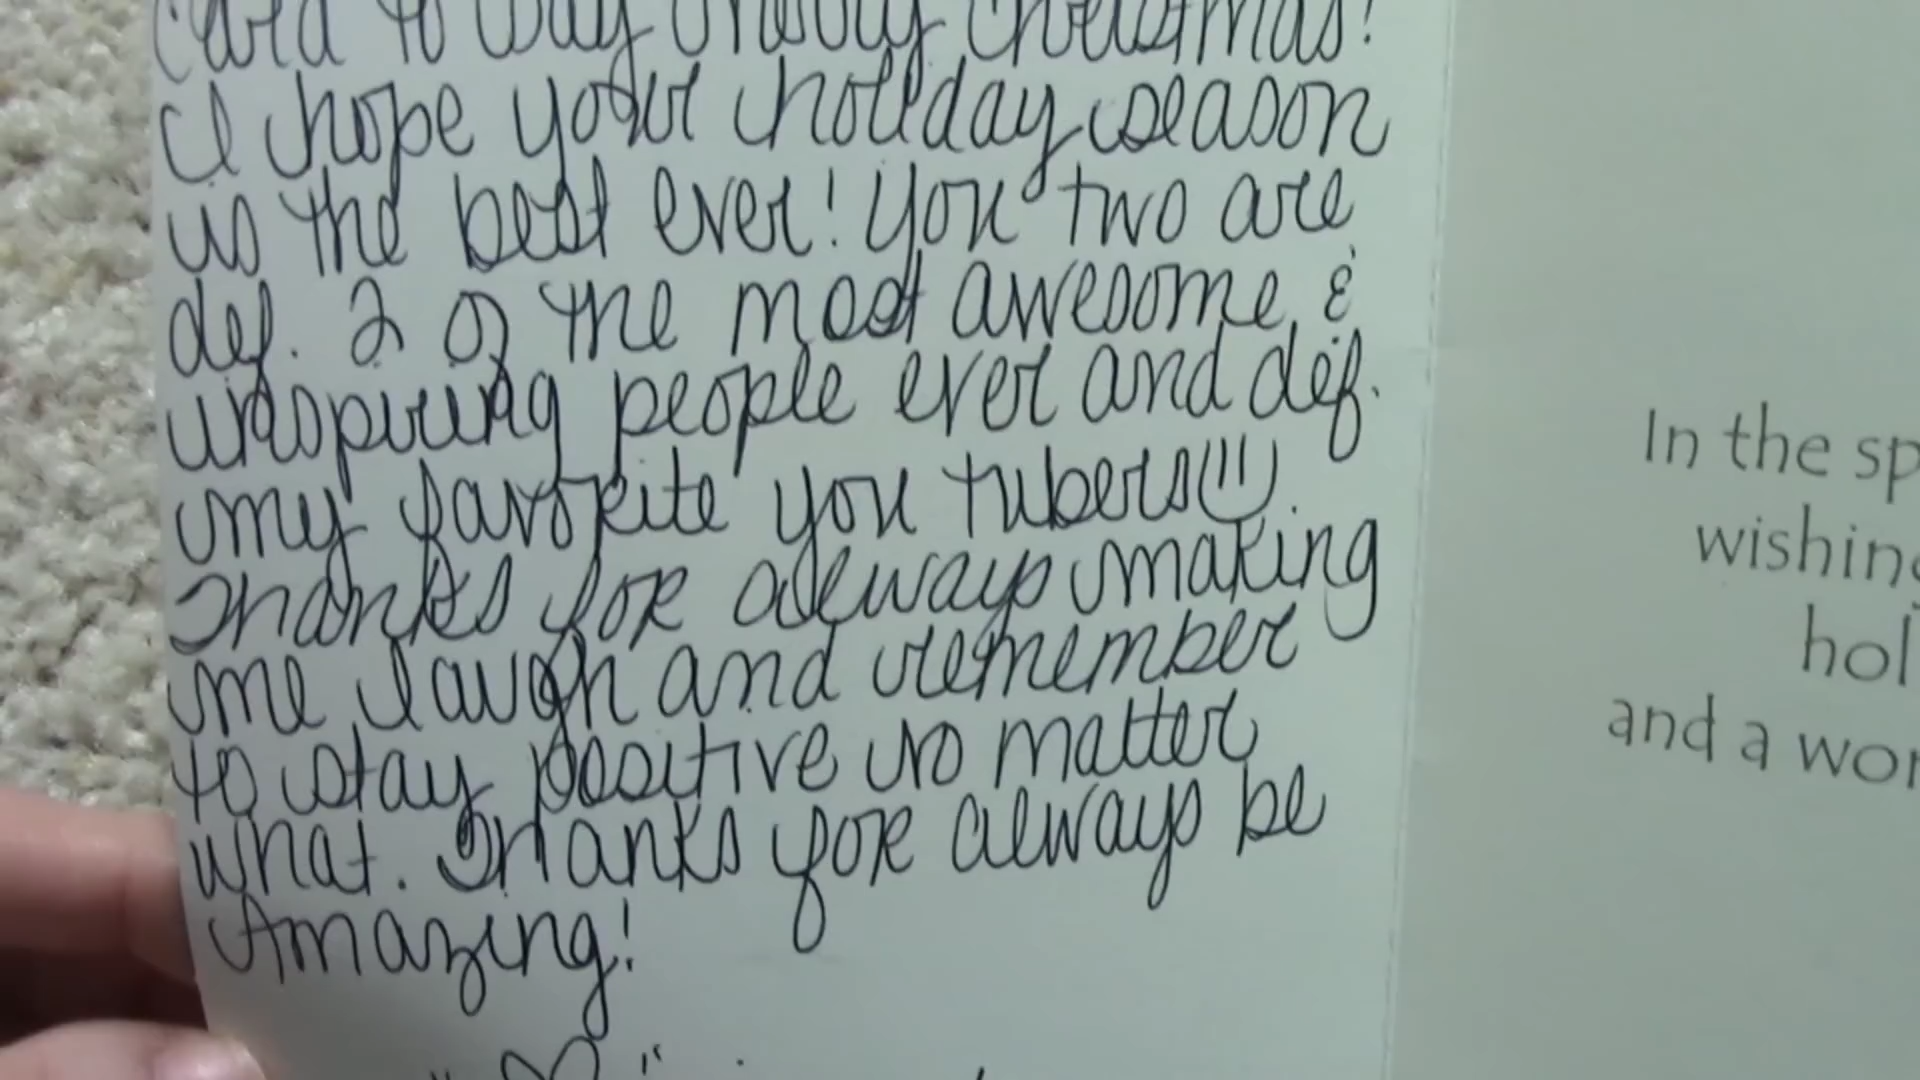 card to say Merry Christmas!
I hope your holiday season
is the best ever! You two are
def. 2 of the most awesome &
inspiring people ever and def.
my favorite you tubers!!!
Thanks for always making
me laugh and remember
to stay positive no matter
what. Thanks for always be
Amazing!
In the sp
wishing
hol
and a wor